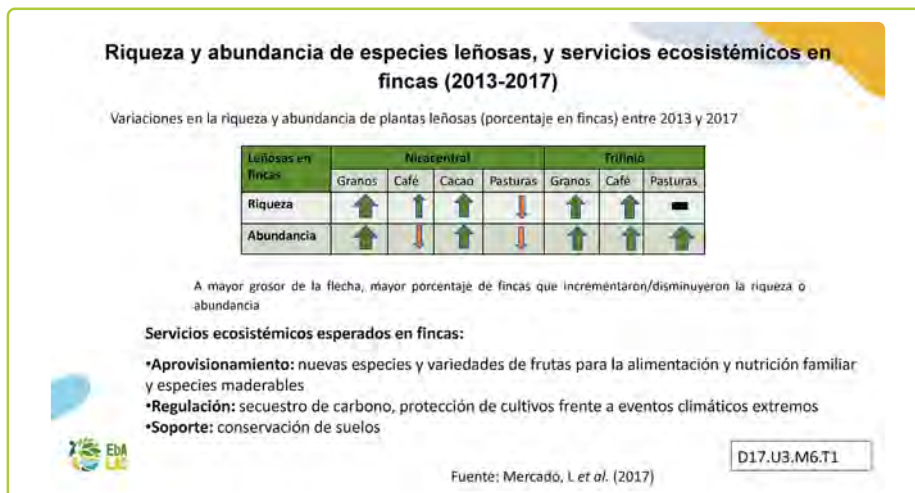 Riqueza y abundancia de especies leñosas, y servicios ecosistémicos en
fincas (2013-2017)
Variaciones en la riqueza y abundancia de plantas leñosas (porcentaje en fincas) entre 2013 y 2017
Leñosas en fincas Nicacentral Trifinio
Granos Café Cacao Pasturas Granos Café Pasturas
Riqueza
Abundancia
A mayor grosor de la flecha, mayor porcentaje de fincas que incrementaron/disminuyeron la riqueza o
abundancia
Servicios ecosistémicos esperados en fincas:
•Aprovisionamiento: nuevas especies y variedades de frutas para la alimentación y nutrición familiar
y especies maderables
•Regulación: secuestro de carbono, protección de cultivos frente a eventos climáticos extremos
•Soporte: conservación de suelos
EbA
LAC
D17.U3.M6.T1
Fuente: Mercado, L et al. (2017)